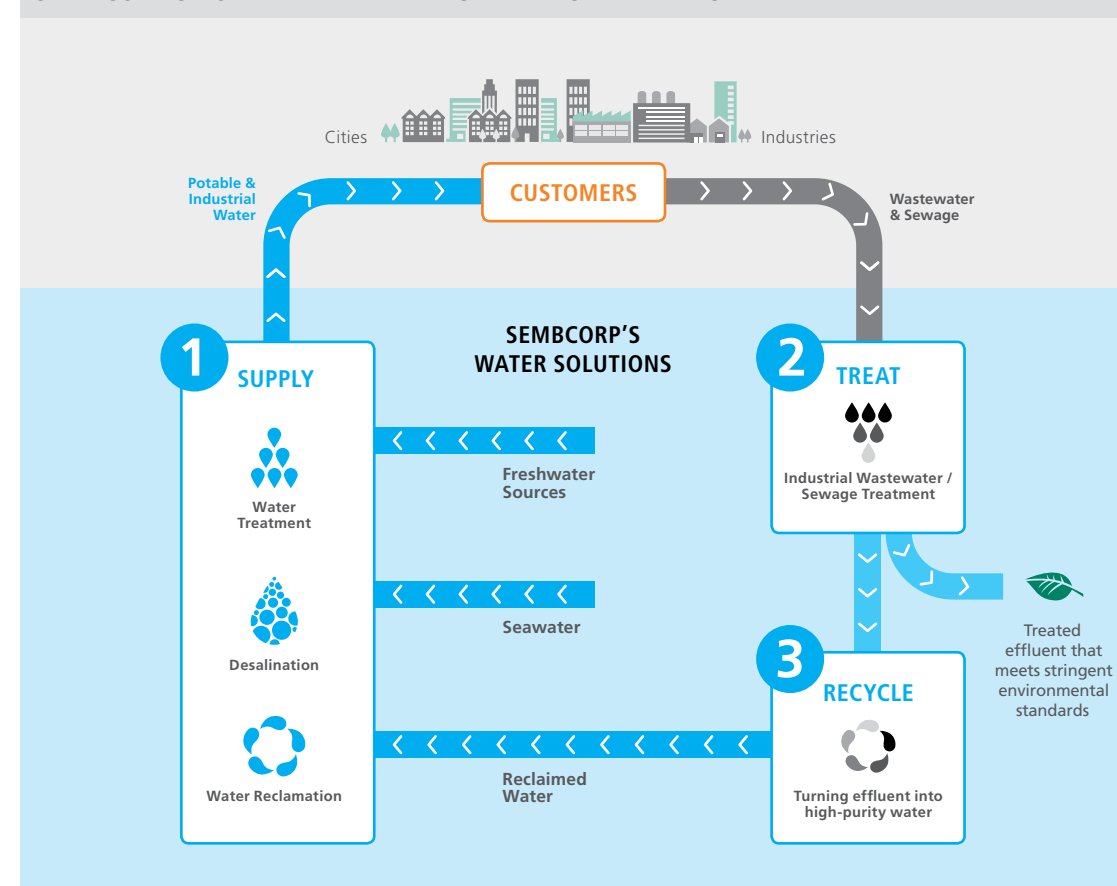 Cities
Industries
CUSTOMERS
Potable &
Industrial
Water
Wastewater
& Sewage
SEMBCORP'S
WATER SOLUTIONS
1
SUPPLY
Water
Treatment
Desalination
Water Reclamation
Freshwater
Sources
Seawater
Reclaimed
Water
2
TREAT
Industrial Wastewater /
Sewage Treatment
Treated
effluent that
meets stringent
environmental
standards
3
RECYCLE
Turning effluent into
high-purity water